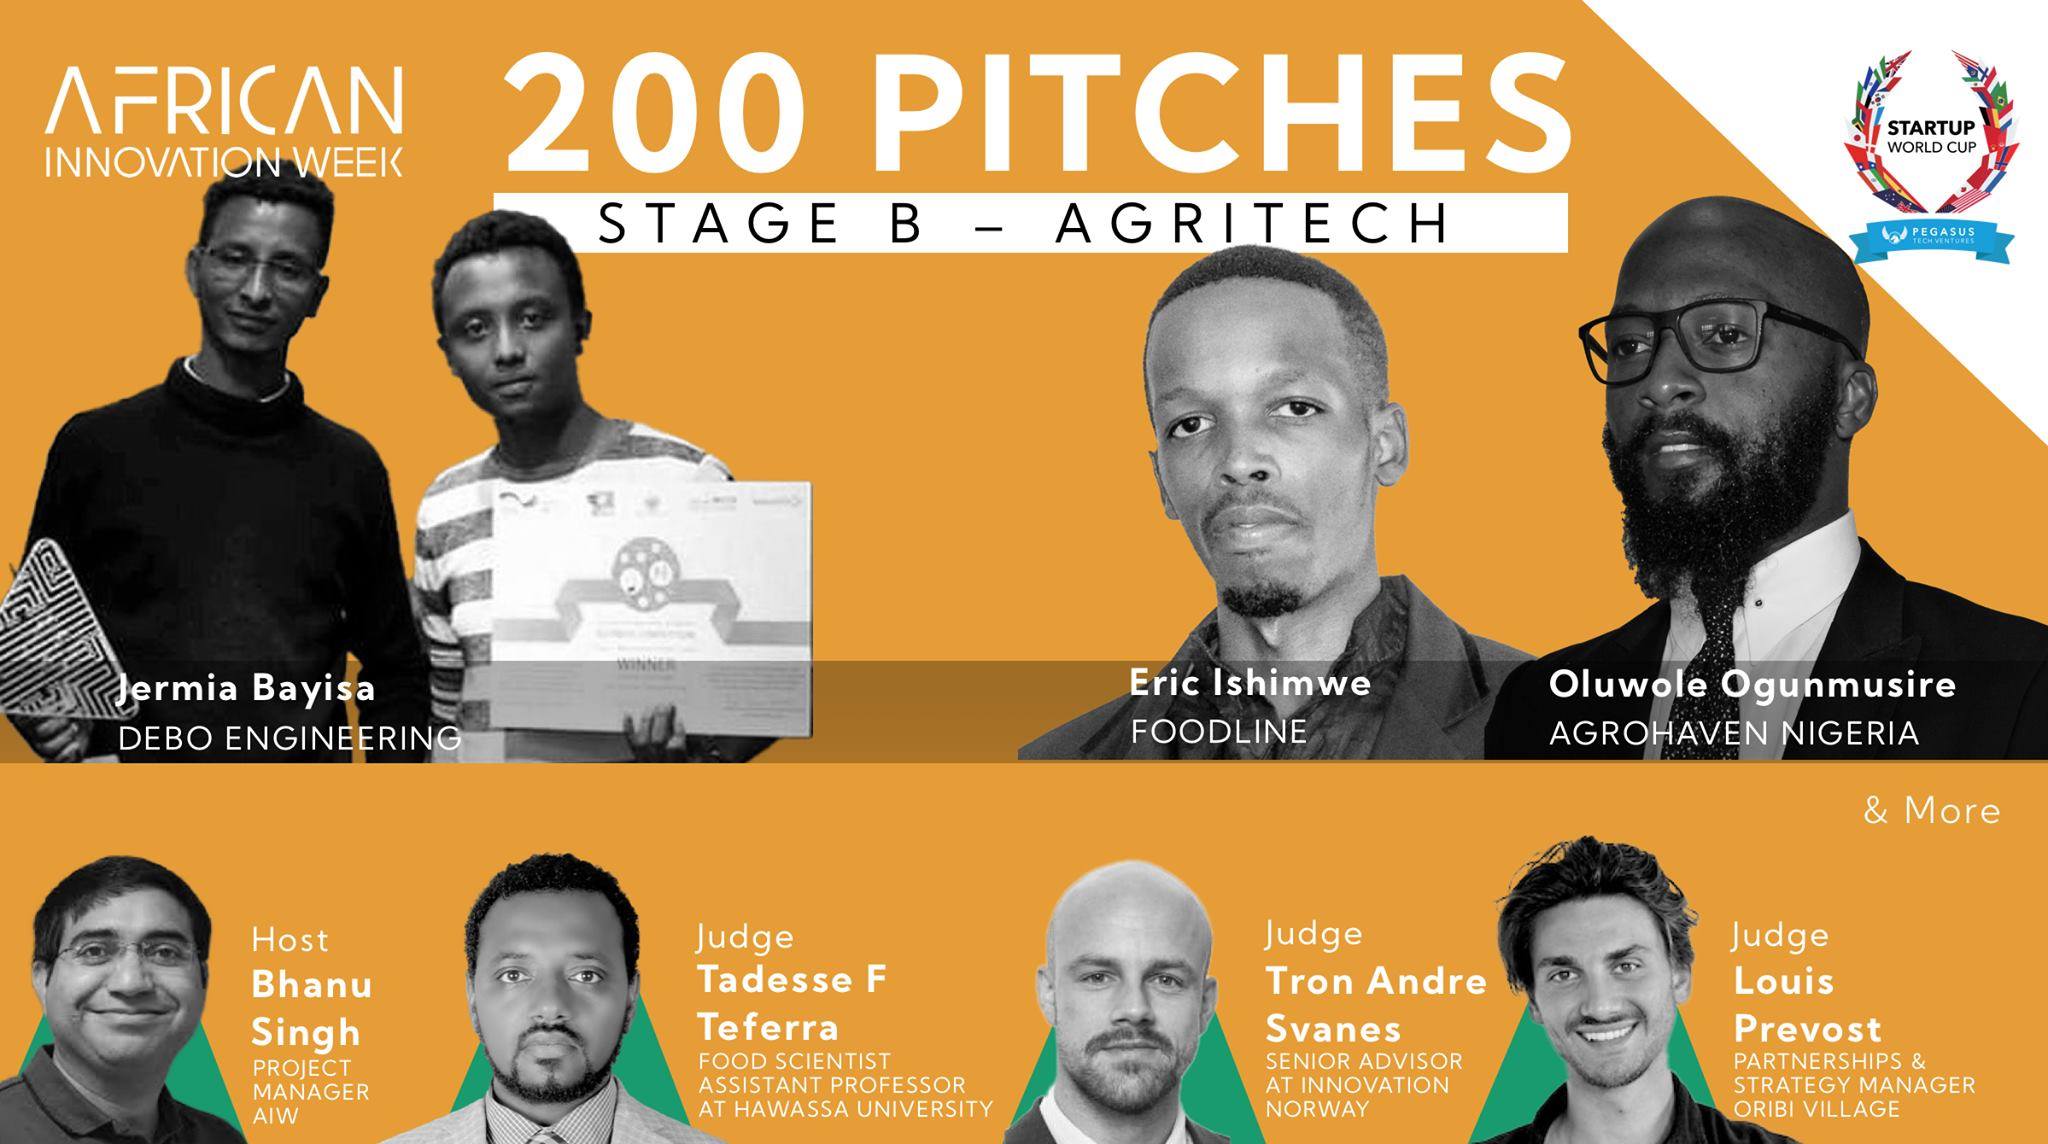 AFRICAN
INNOVATION WEEK
200 PITCHES
STAGE B – AGRITECH
STARTUP
WORLD CUP
PEGASUS
TECH VENTURES
WINNER
Jermia Bayisa
DEBO ENGINEERING
Eric Ishimwe
FOODLINE
Oluwole Ogunmusire
AGROHAVEN NIGERIA
& More
Host
Bhanu
Singh
PROJECT
MANAGER
AIW
Judge
Tadesse F
Teferra
FOOD SCIENTIST
ASSISTANT PROFESSOR
AT HAWASSA UNIVERSITY
Judge
Tron Andre
Svanes
SENIOR ADVISOR
AT INNOVATION
NORWAY
Judge
Louis
Prevost
PARTNERSHIPS &
STRATEGY MANAGER
ORIBI VILLAGE